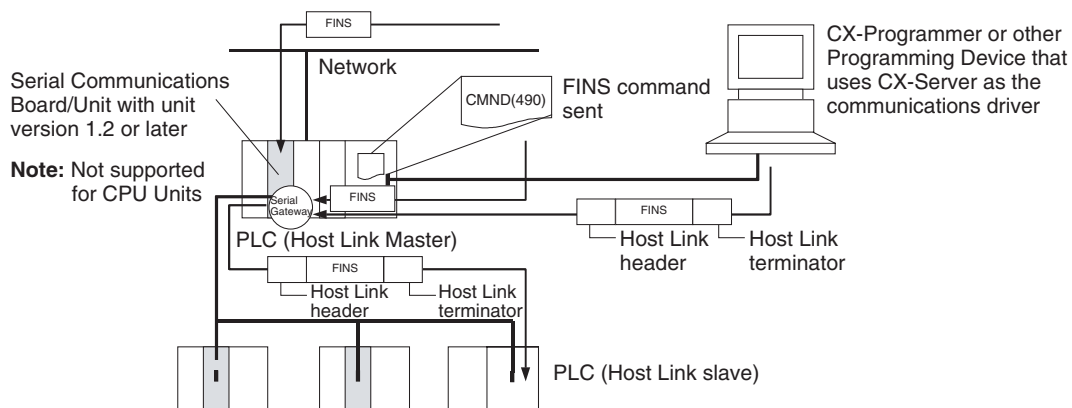 FINS
Network
Serial Communications
Board/Unit with unit
version 1.2 or later
Note: Not supported
for CPU Units
CMND(490)
FINS command
sent
CX-Programmer or other
Programming Device that
uses CX-Server as the
communications driver
Serial
Gateway
FINS
PLC (Host Link Master)
FINS
Host Link
header
Host Link
terminator
FINS
Host Link
header
Host Link
terminator
PLC (Host Link slave)